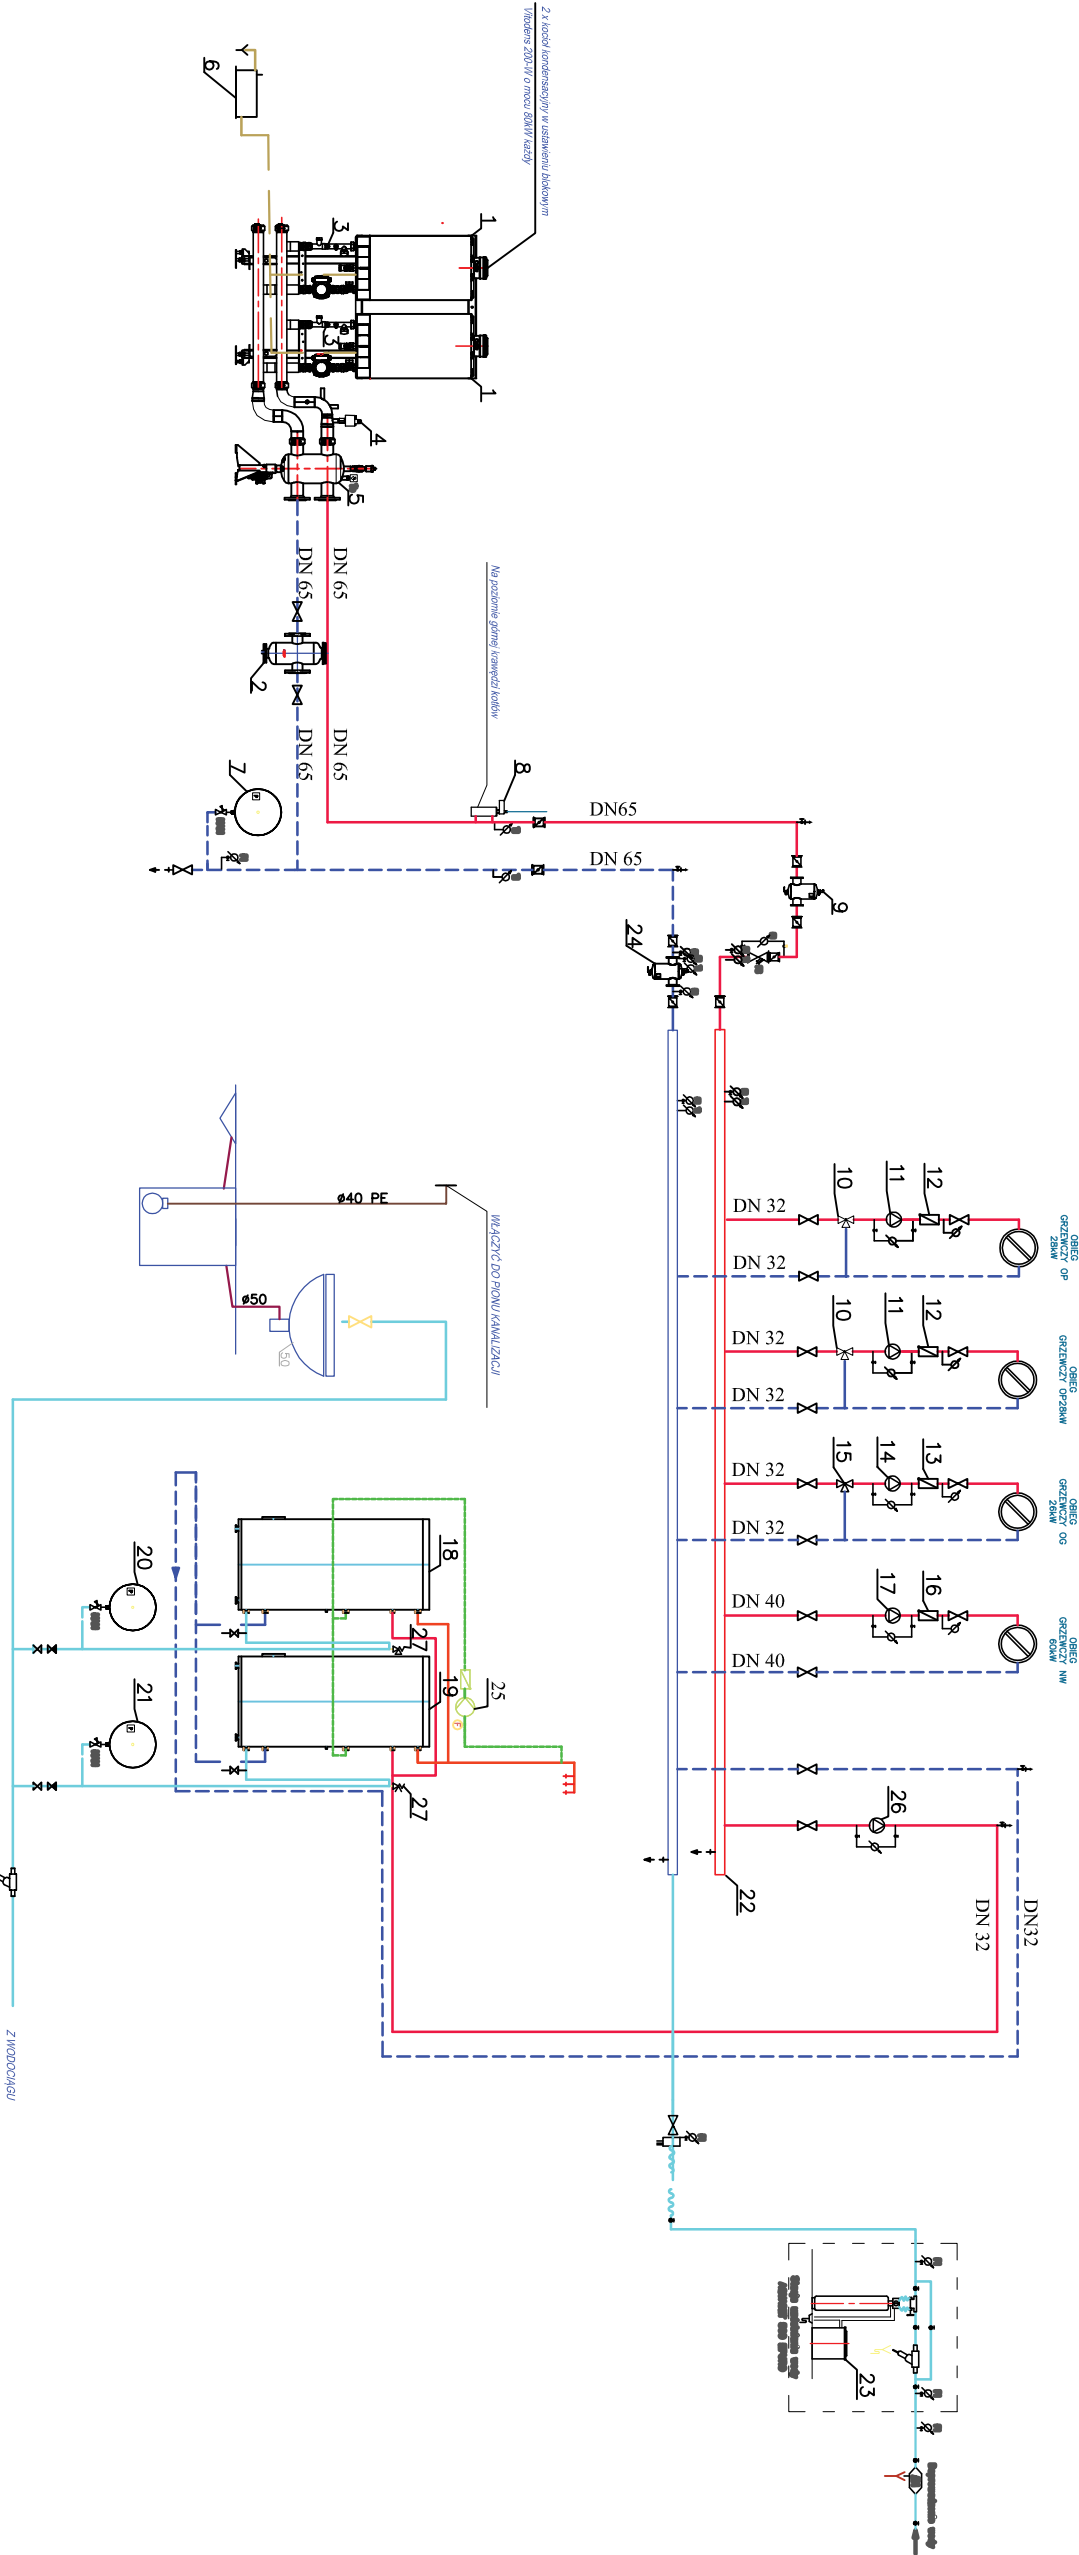 2 x kocioł kondensacyjny w ustawieniu blokowym
Vitodens 200-W o mocu 80kW każdy
6
1
3
3
1
4
5
DN 65
DN 65
2
DN 65
DN 65
Na poziomie górnej krawędzi kotłów
7
8
DN65
DN 65
9
24
OBIEG
GRZEWCZY OP
28kW
12
11
10
DN 32
DN 32
OBIEG
GRZEWCZY OP28kW
12
11
10
DN 32
DN 32
OBIEG
GRZEWCZY OG
26kW
13
14
15
DN 32
DN 32
OBIEG
GRZEWCZY NW
60kW
16
17
DN 40
DN 40
26
22
DN32
DN 32
WŁĄCZYĆ DO PIONU KANALIZACJI
ø40 PE
ø50
50
18
19
20
21
25
27
27
Z WODOCIĄGU
23